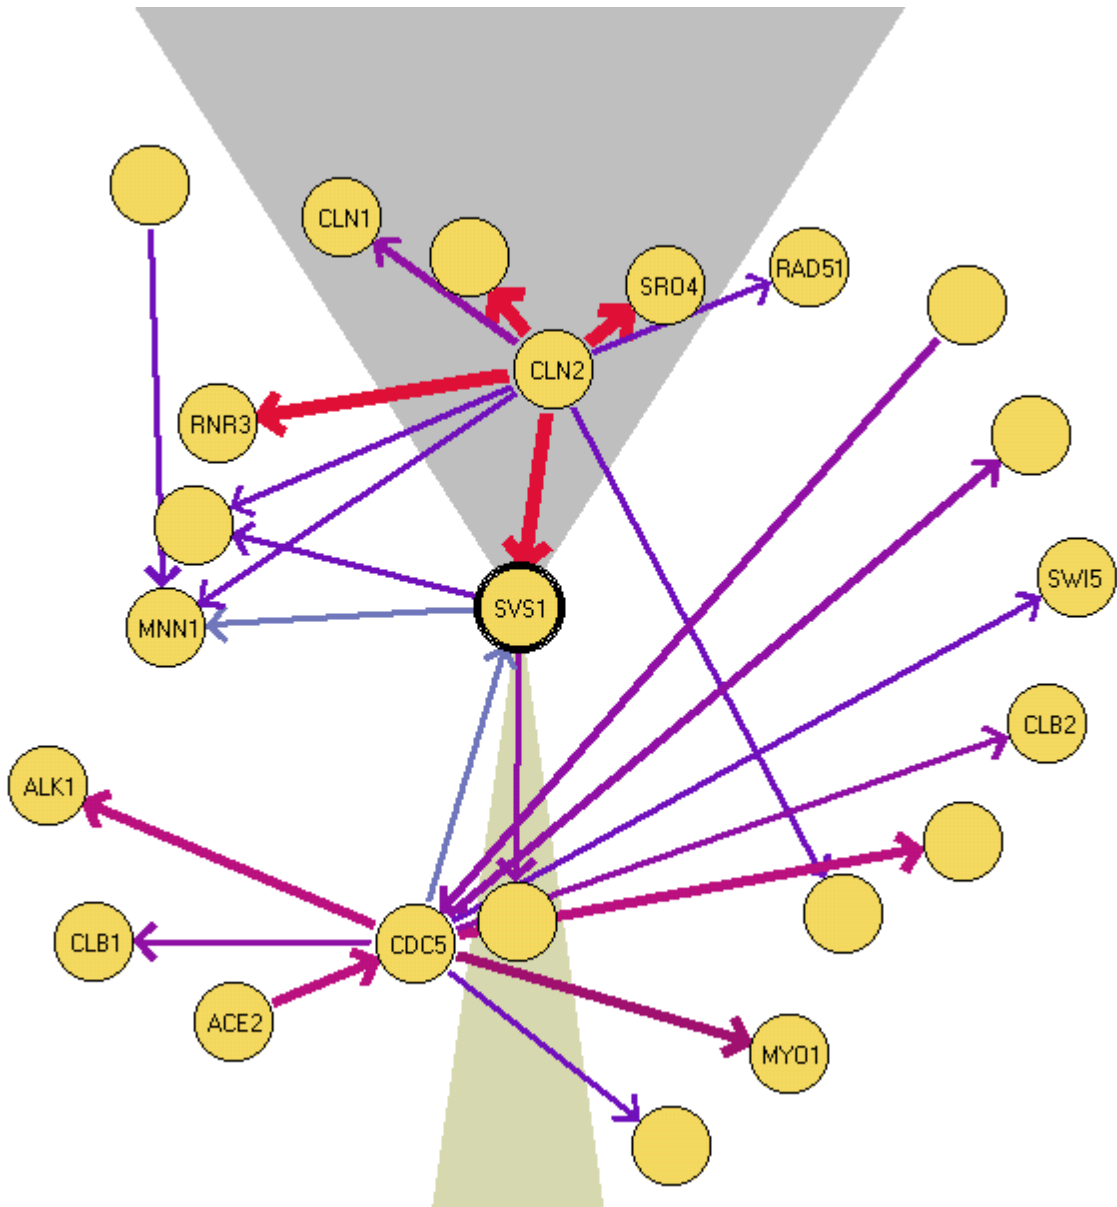 CLN1
RAD51
SRO4
CLN2
RNR3
SWI5
SVS1
MNN1
CLB2
ALK1
CLB1
CDC5
ACE2
MYO1